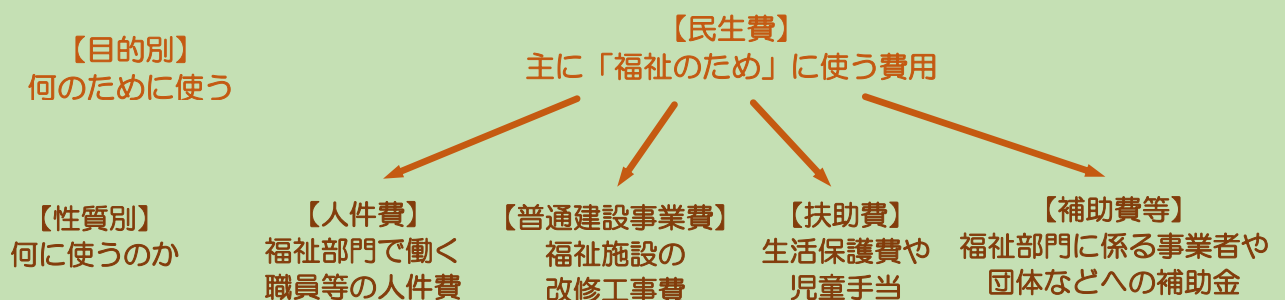 【目的別】
何のために使う
【民生費】
主に「福祉のため」に使う費用
【性質別】
何に使うのか
【人件費】
福祉部門で働く
職員等の人件費
【普通建設事業費】
福祉施設の
改修工事費
【扶助費】
生活保護費や
児童手当
【補助費等】
福祉部門に係る事業者や
団体などへの補助金